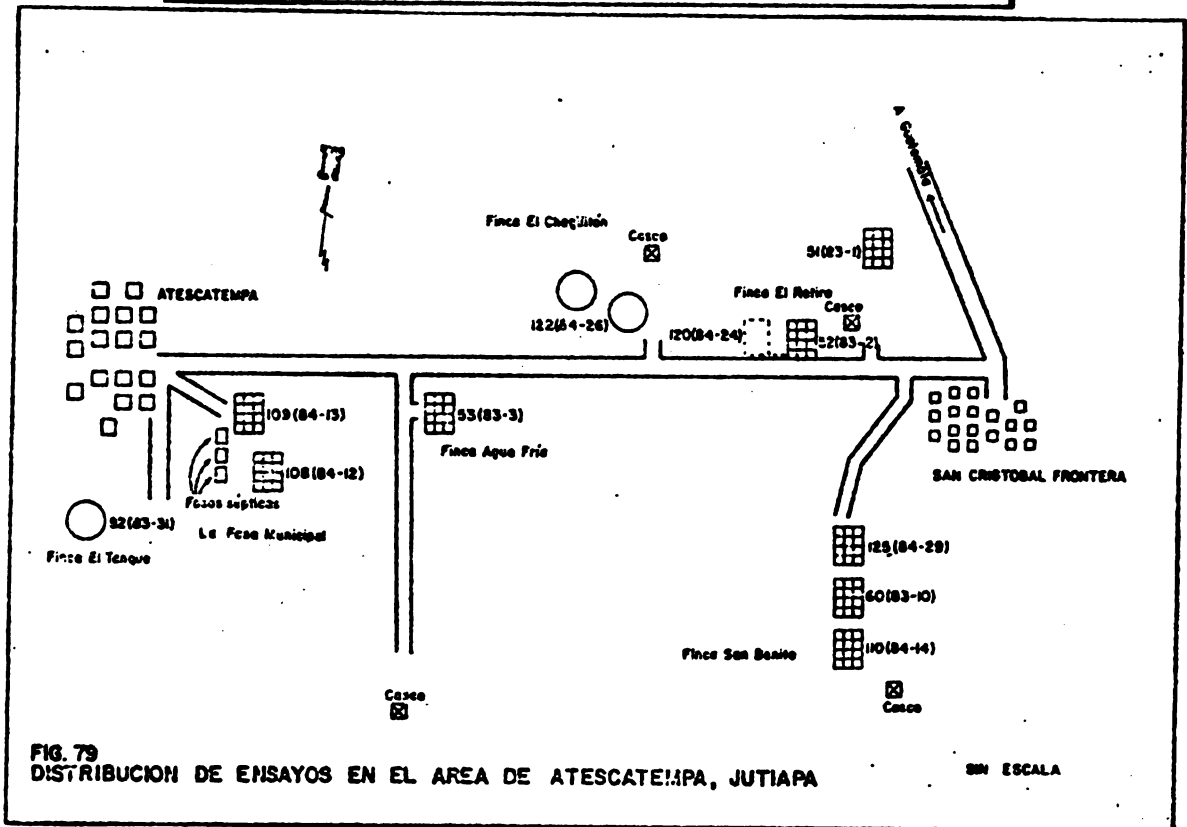 A Guatemala
Finca El Chaguitón
Casco
51(83-1)
Finca El Retiro
Casco
ATESCATEMPA
122(84-26)
120(84-24)
52(83-2)
109(84-13)
53(83-3)
Finca Agua Fría
108(84-12)
SAN CRISTOBAL FRONTERA
Fosas sépticas
92(83-31)
La Fosa Municipal
Finca El Tanque
125(84-29)
60(83-10)
Finca San Benito
110(84-14)
Casco
Casco
FIG. 79
DISTRIBUCION DE ENSAYOS EN EL AREA DE ATESCATEMPA, JUTIAPA
SIN ESCALA